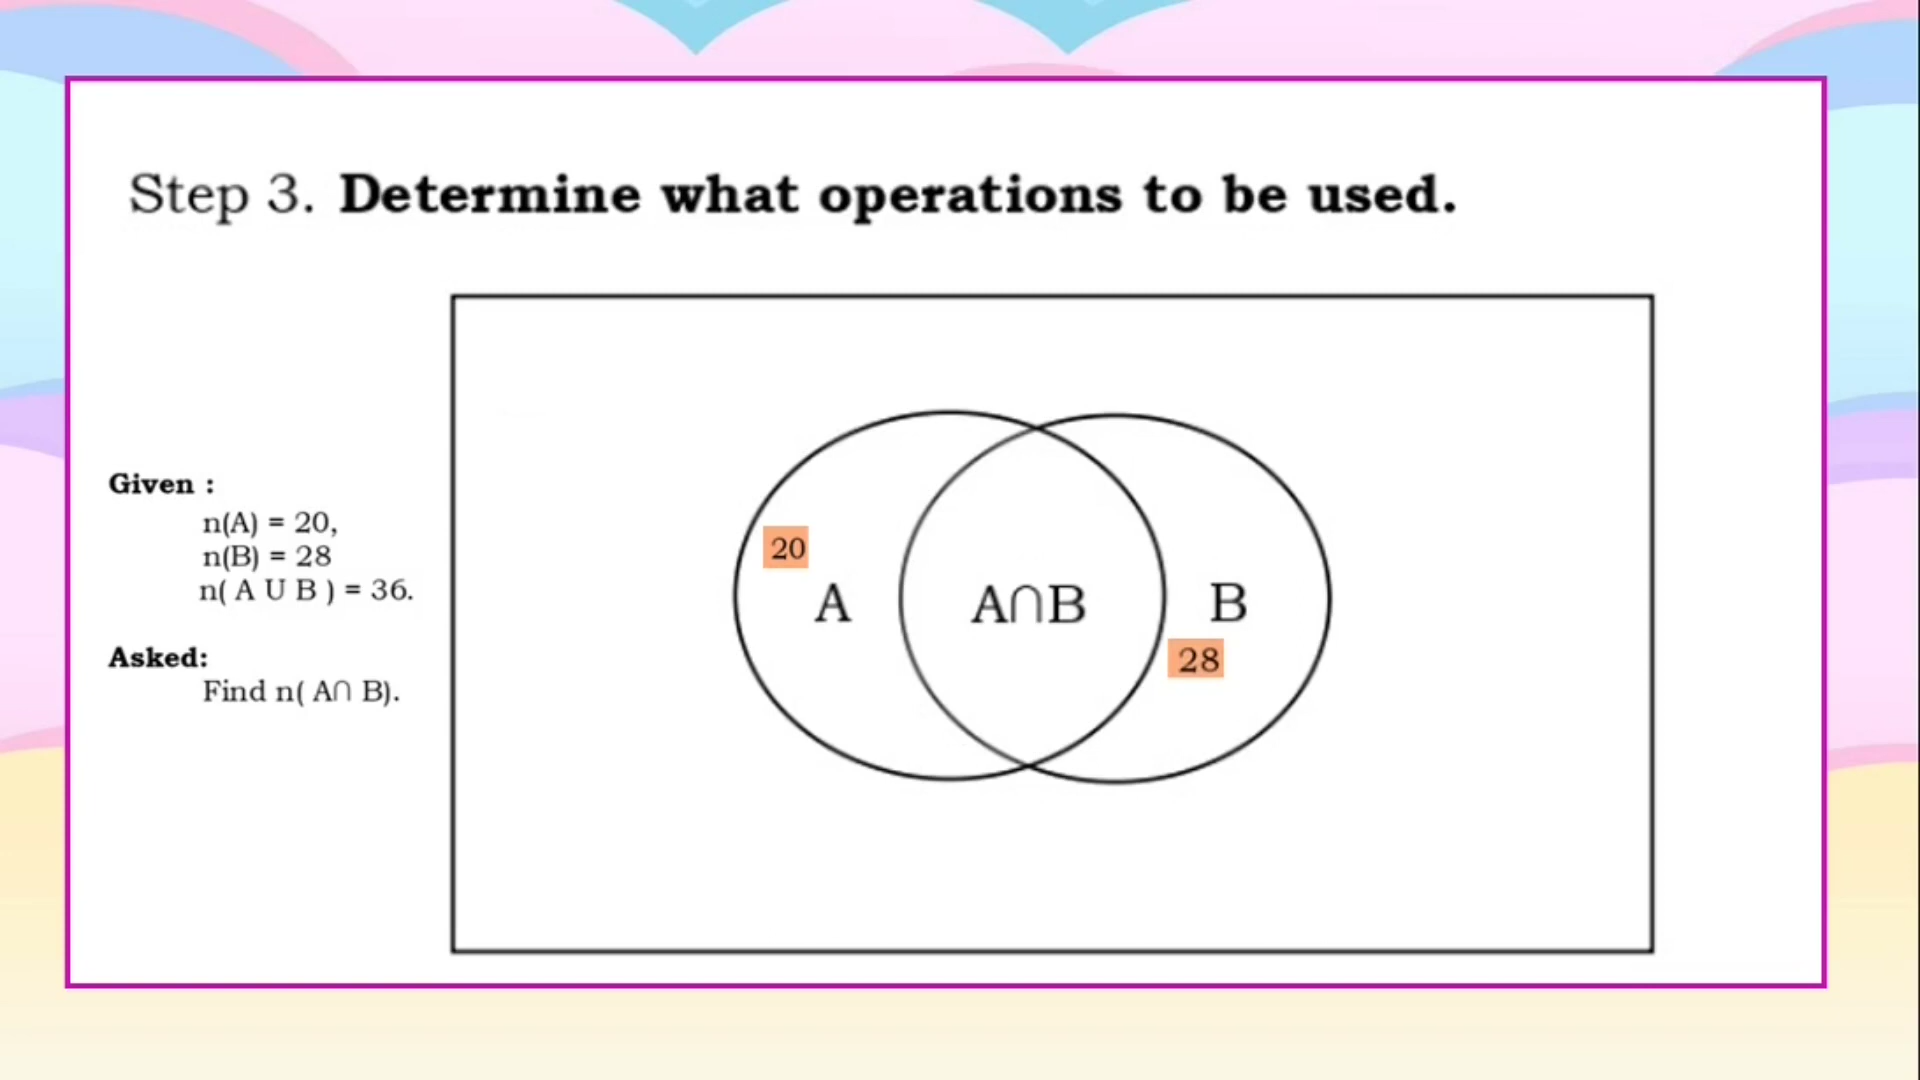 Step 3. Determine what operations to be used.
Given :
n(A) = 20,
n(B) = 28
n( A U B ) = 36.
Asked:
Find n( A∩ B).
20
A
A∩B
B
28